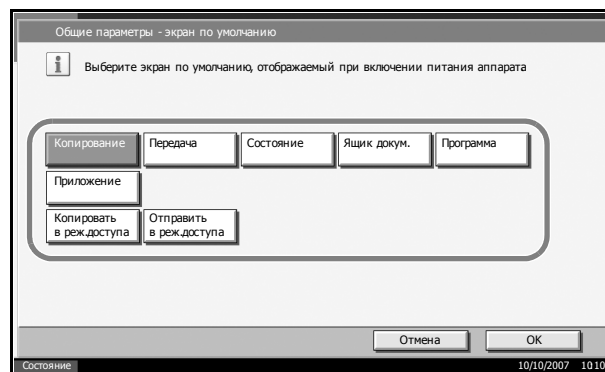 Общие параметры - экран по умолчанию
i Выберите экран по умолчанию, отображаемый при включении питания аппарата
Копирование Передача Состояние Ящик докум. Программа
Приложение
Копировать Отправить
в реж.доступа в реж.доступа
Отмена OK
Состояние 10/10/2007 1010